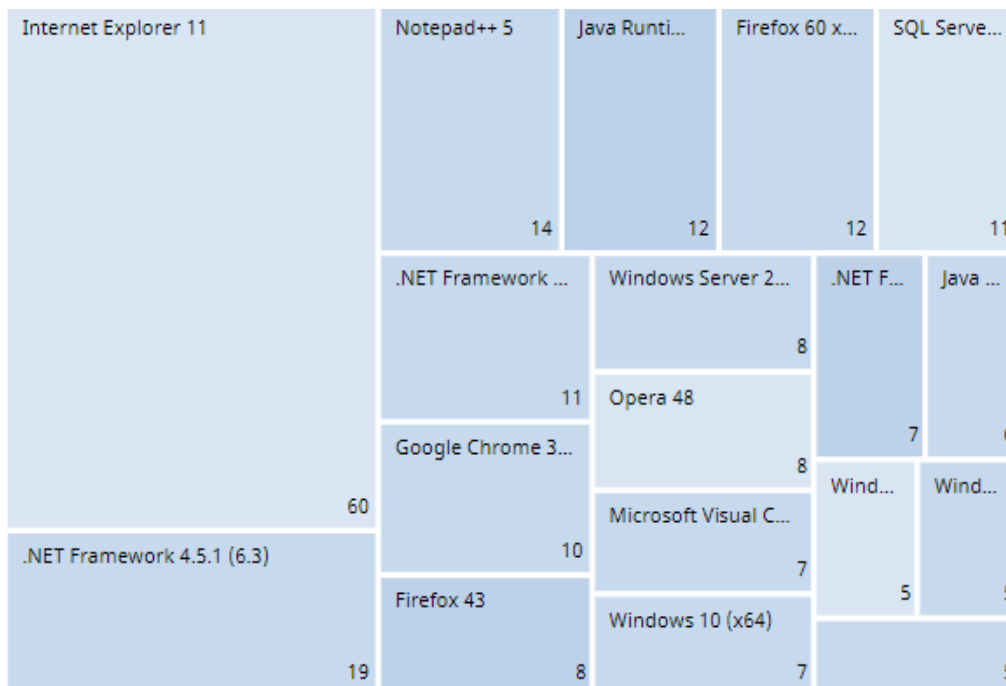 Internet Explorer 11
60
.NET Framework 4.5.1 (6.3)
19
Notepad++ 5
14
Java Runti...
12
Firefox 60 x...
12
SQL Serve...
11
.NET Framework ...
11
Google Chrome 3...
10
Firefox 43
8
Windows Server 2...
8
Opera 48
8
Microsoft Visual C...
7
Windows 10 (x64)
7
.NET F...
7
Java ...
Wind...
5
Wind...